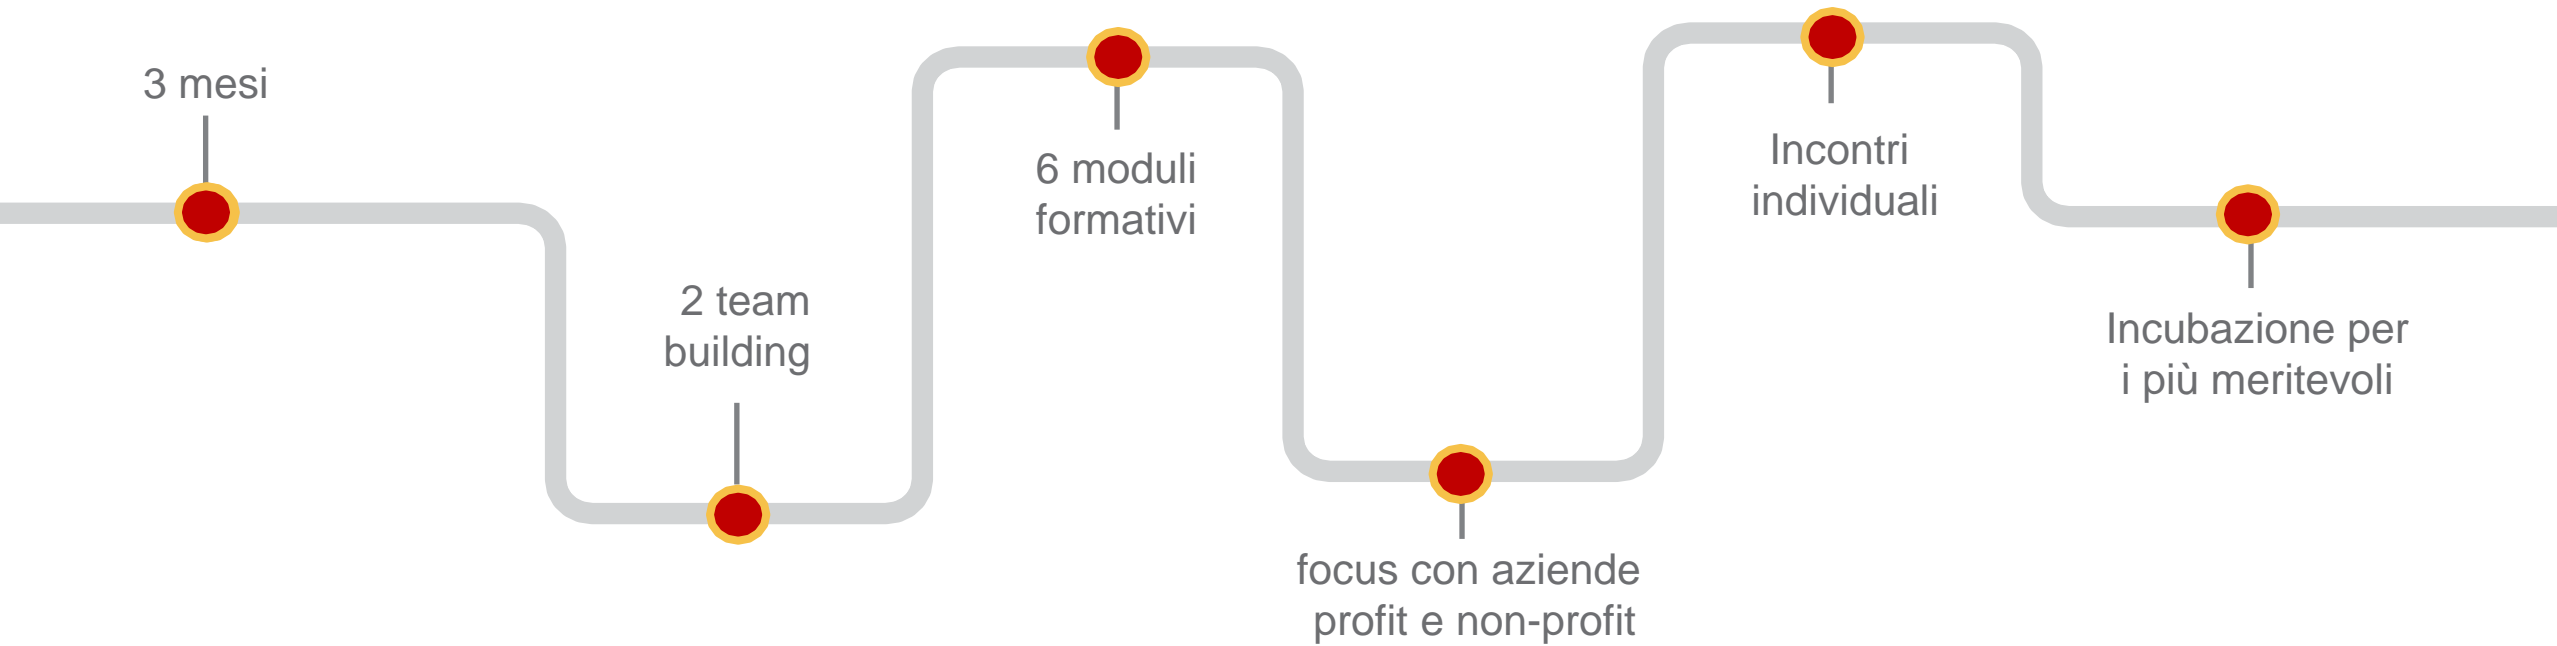 3 mesi
2 team
building
6 moduli
formativi
focus con aziende
profit e non-profit
Incontri
individuali
Incubazione per
i più meritevoli